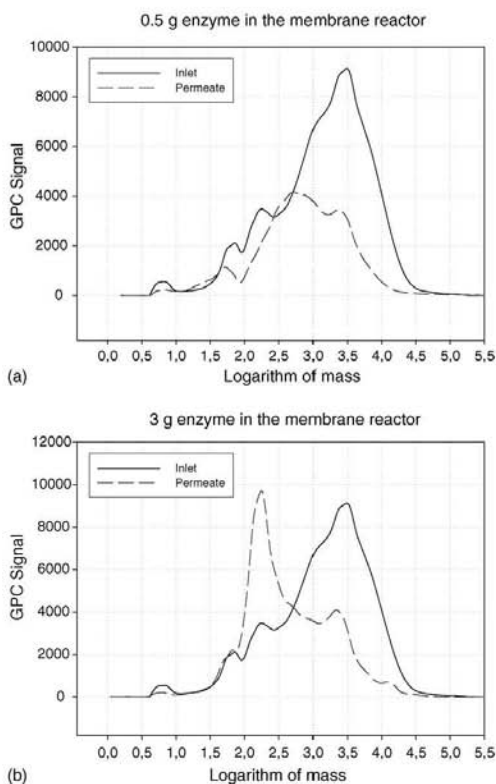 0.5 g enzyme in the membrane reactor
10000
8000
6000
4000
2000
0
GPC Signal
Inlet
Permeate
0,0 0,5 1,0 1,5 2,0 2,5 3,0 3,5 4,0 4,5 5,0 5,5
(a) Logarithm of mass
3 g enzyme in the membrane reactor
12000
10000
8000
6000
4000
2000
0
GPC Signal
Inlet
Permeate
0,0 0,5 1,0 1,5 2,0 2,5 3,0 3,5 4,0 4,5 5,0 5,5
(b) Logarithm of mass